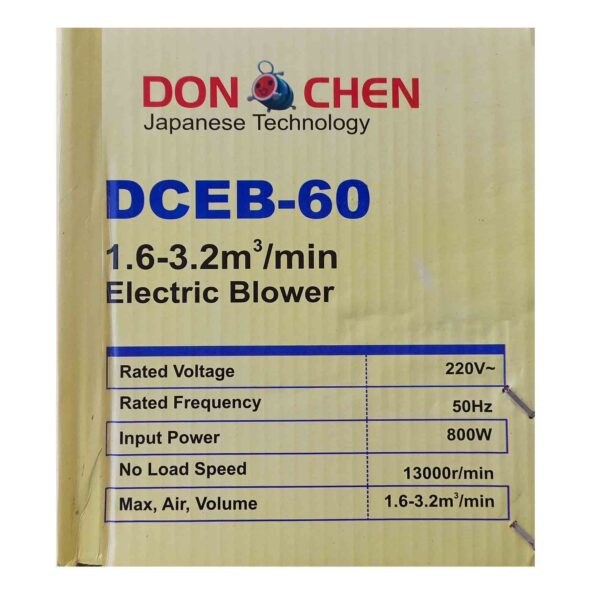 DON CHEN
Japanese Technology
DCEB-60
1.6-3.2m³/min
Electric Blower
Rated Voltage 220V~
Rated Frequency 50Hz
Input Power 800W
No Load Speed 13000r/min
Max, Air, Volume 1.6-3.2m³/min